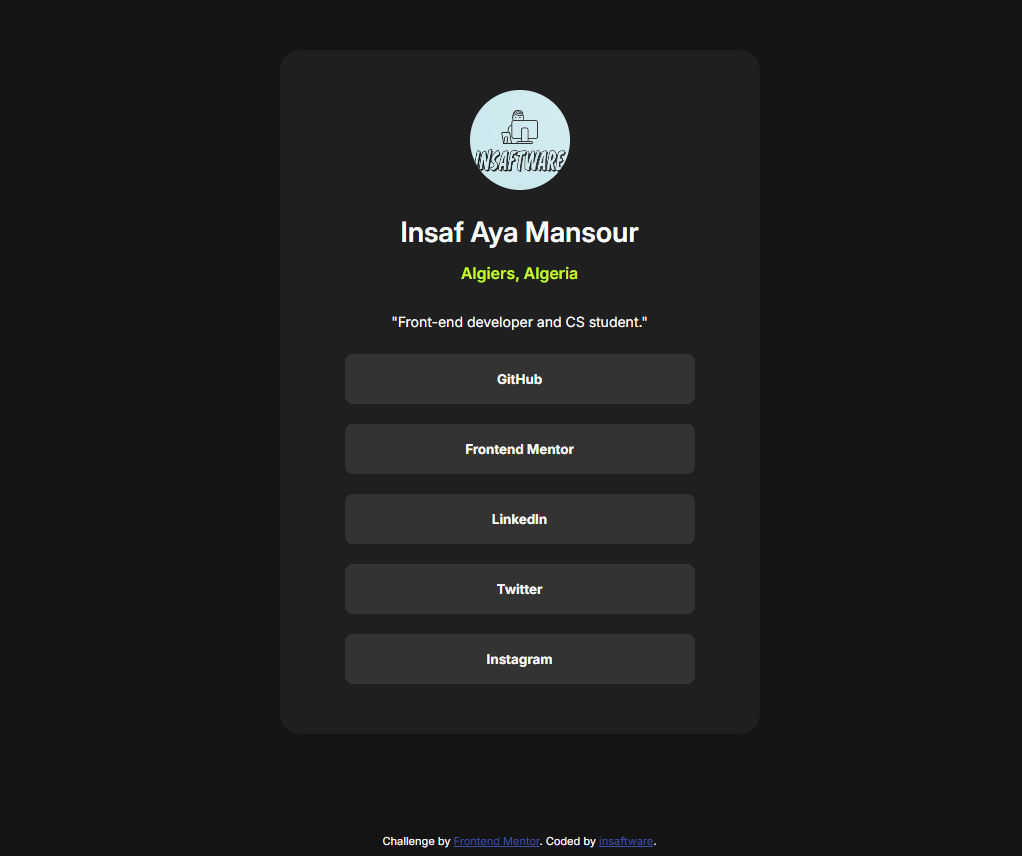 INSAFTWARE
Insaf Aya Mansour
Algiers, Algeria
"Front-end developer and CS student."
GitHub
Frontend Mentor
LinkedIn
Twitter
Instagram
Challenge by Frontend Mentor. Coded by insaftware.